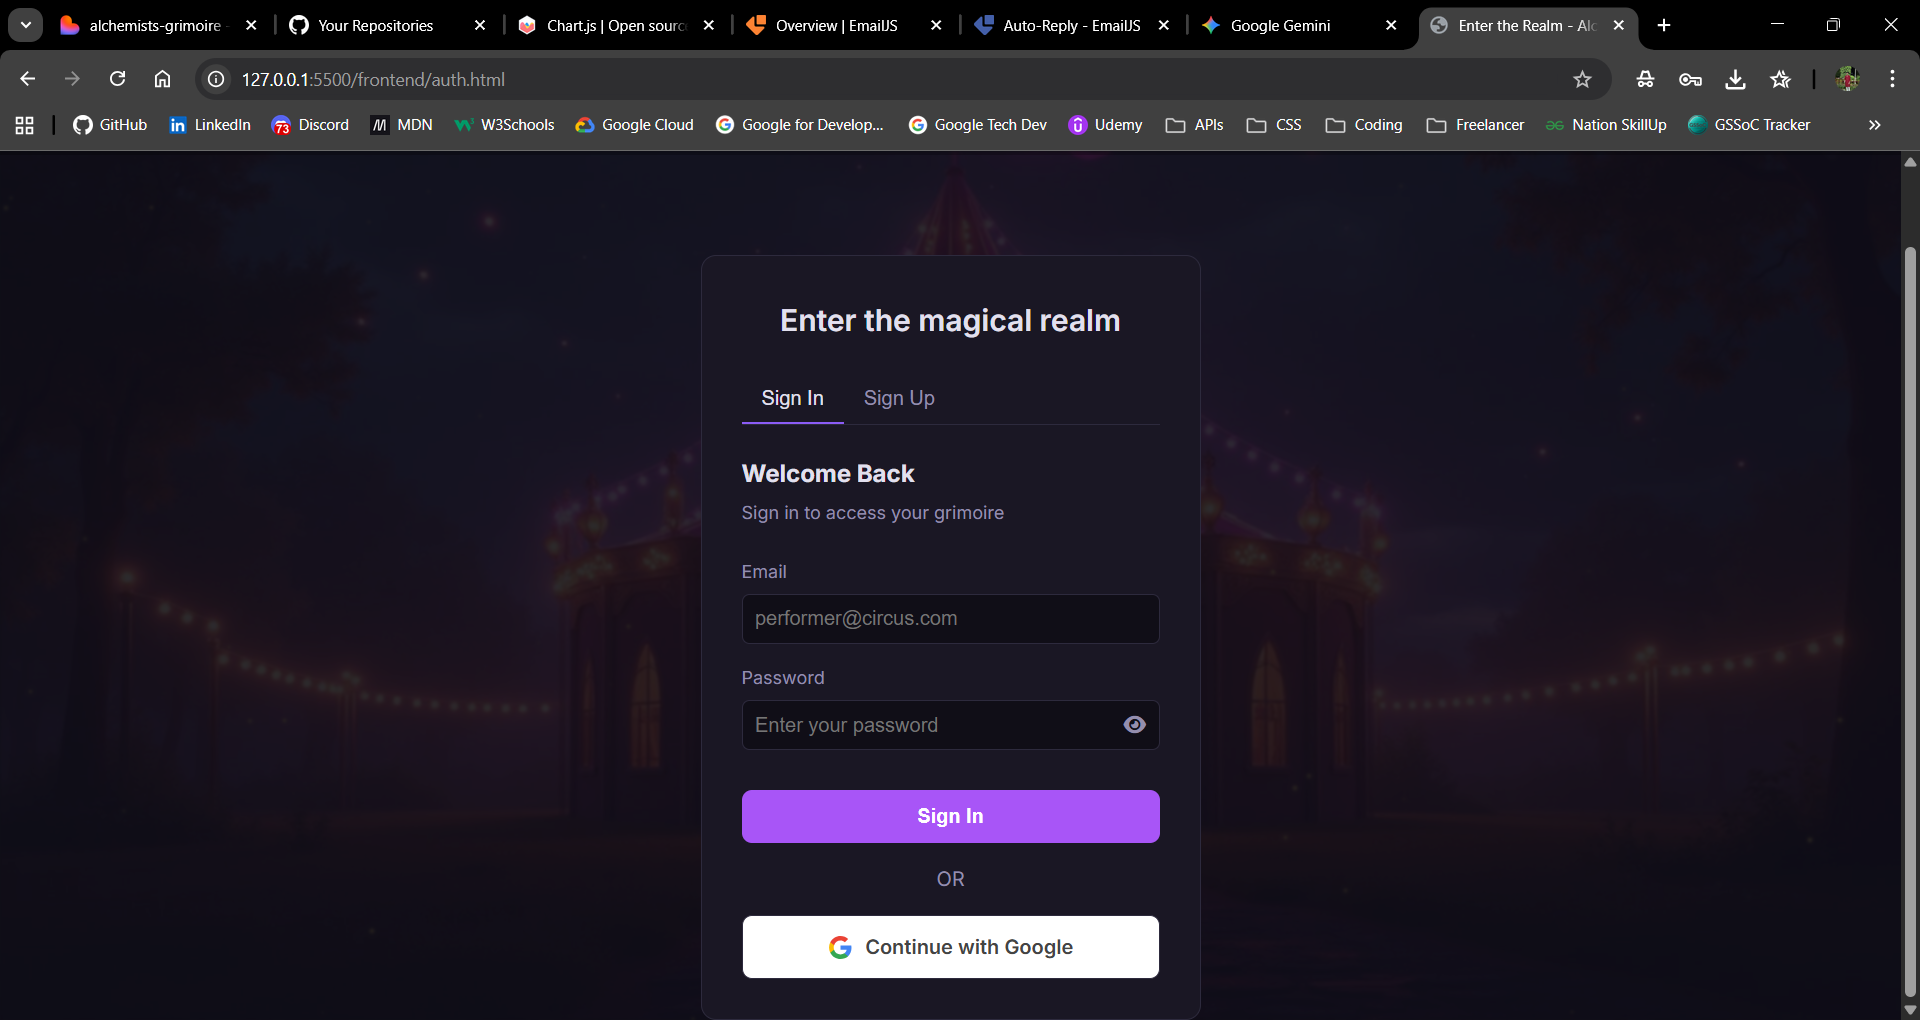 alchemists-grimoire
Your Repositories
Chart.js | Open sourc
Overview | EmailJS
Auto-Reply - EmailJS
Google Gemini
Enter the Realm - Alc
127.0.0.1:5500/frontend/auth.html
GitHub
in LinkedIn
73 Discord
M MDN
W3Schools
Google Cloud
Google for Develop...
Google Tech Dev
Udemy
APIs
CSS
Coding
Freelancer
Nation SkillUp
GSSoC Tracker
Enter the magical realm
Sign In Sign Up
Welcome Back
Sign in to access your grimoire
Email
performer@circus.com
Password
Enter your password
Sign In
OR
Continue with Google